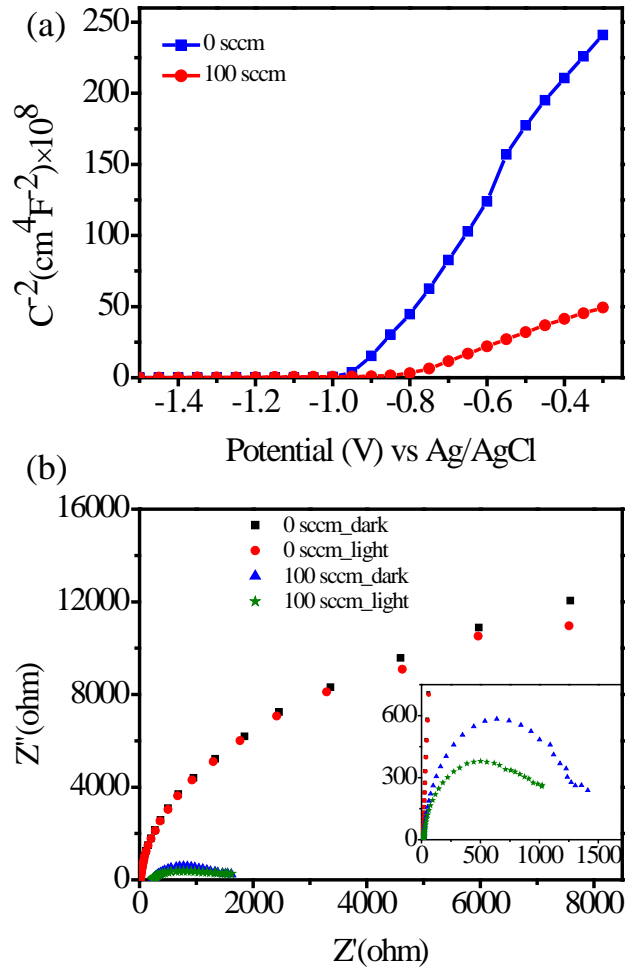 (a)
0 sccm
100 sccm
250
200
150
100
50
0
C⁻²(cm⁴F⁻²)×10⁸
-1.4 -1.2 -1.0 -0.8 -0.6 -0.4
Potential (V) vs Ag/AgCl
(b)
0 sccm_dark
0 sccm_light
100 sccm_dark
100 sccm_light
16000
12000
8000
4000
0
Z''(ohm)
600
300
0
0 500 1000 1500
0 2000 4000 6000 8000
Z'(ohm)